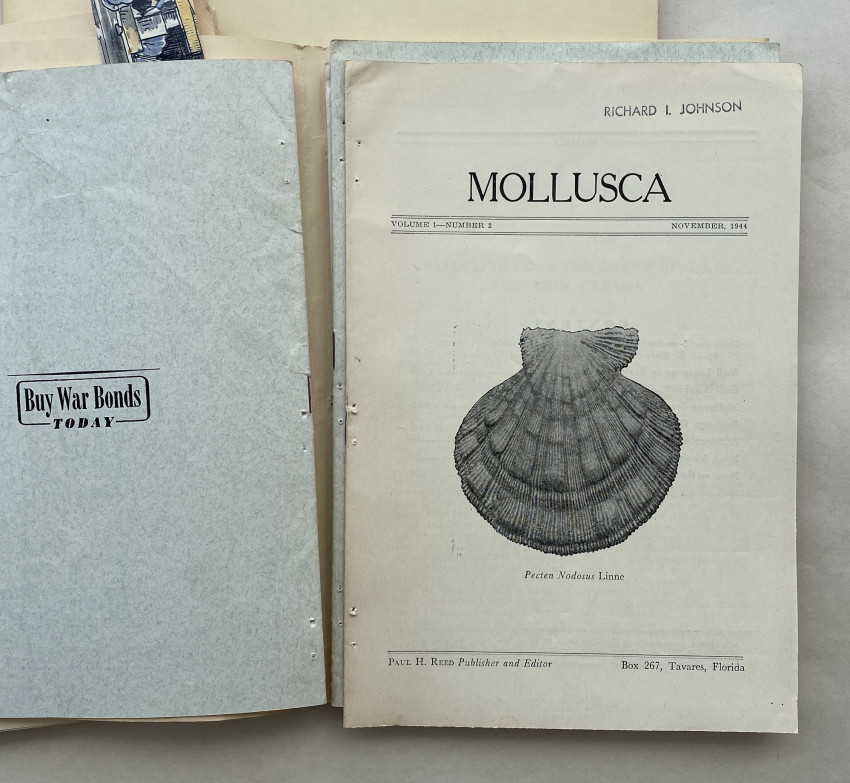 Buy War Bonds
TODAY
RICHARD I. JOHNSON
MOLLUSCA
VOLUME 1—NUMBER 2 NOVEMBER, 1944
Pecten Nodosus Linne
PAUL H. REED Publisher and Editor Box 267, Tavares, Florida